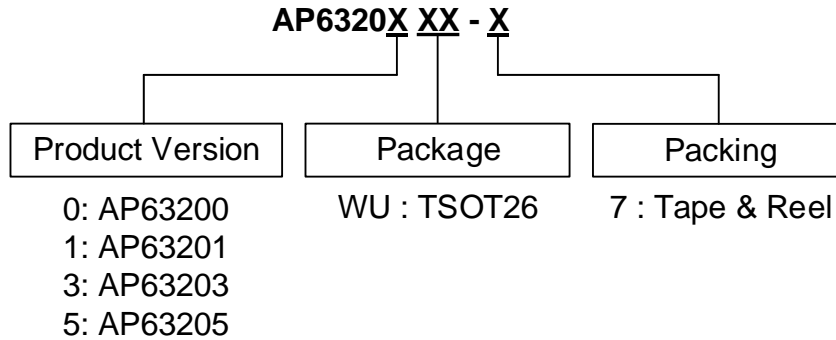 AP6320X XX - X
Product Version
Package
Packing
0: AP63200
1: AP63201
3: AP63203
5: AP63205
WU : TSOT26
7 : Tape & Reel